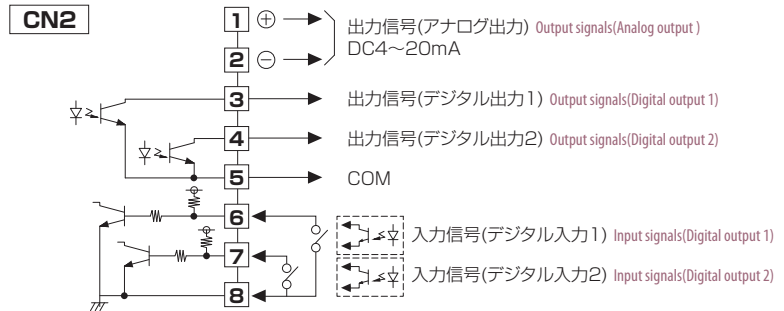 CN2
1 ⊕ 出力信号(アナログ出力) Output signals(Analog output )
DC4~20mA
2 ⊖
3 出力信号(デジタル出力1) Output signals(Digital output 1)
4 出力信号(デジタル出力2) Output signals(Digital output 2)
5 COM
6
入力信号(デジタル入力1) Input signals(Digital output 1)
7
入力信号(デジタル入力2) Input signals(Digital output 2)
8